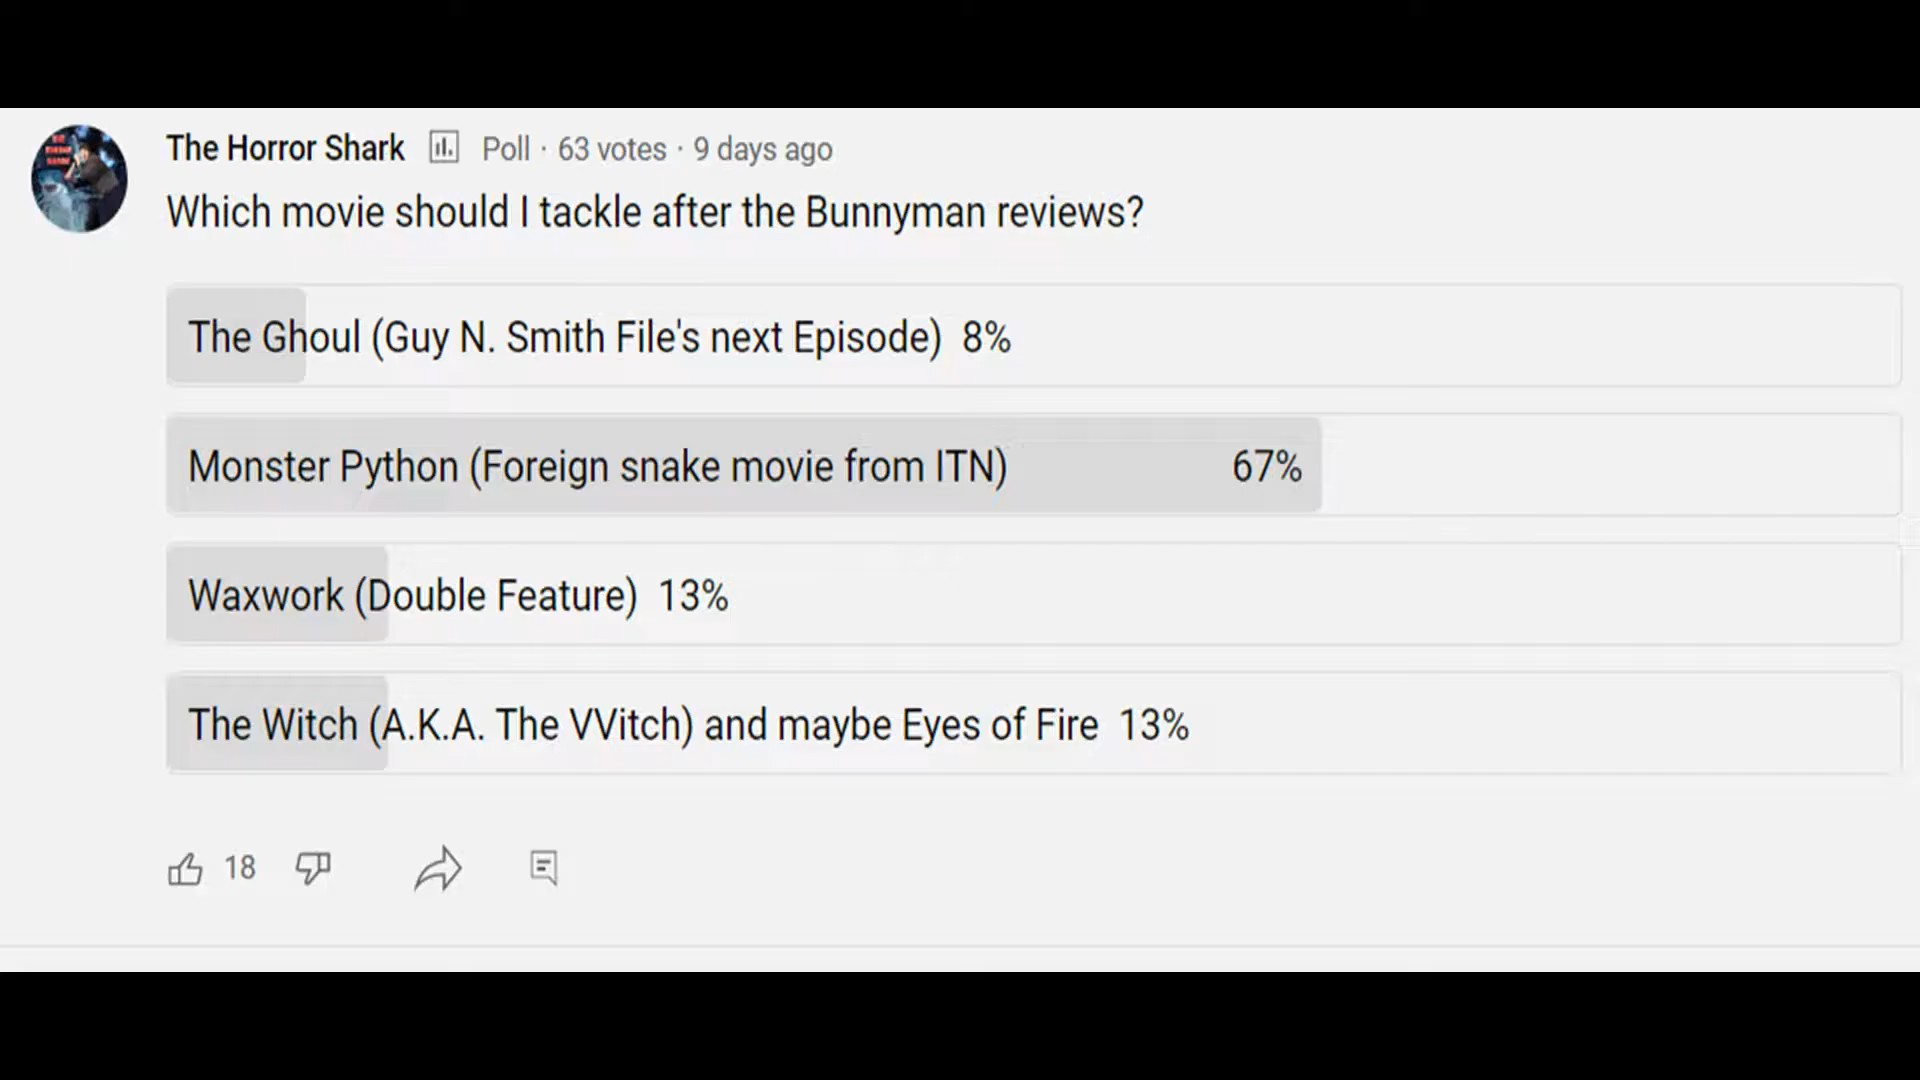 The Horror Shark Poll · 63 votes · 9 days ago
Which movie should I tackle after the Bunnyman reviews?
The Ghoul (Guy N. Smith File's next Episode) 8%
Monster Python (Foreign snake movie from ITN) 67%
Waxwork (Double Feature) 13%
The Witch (A.K.A. The VVitch) and maybe Eyes of Fire 13%
18